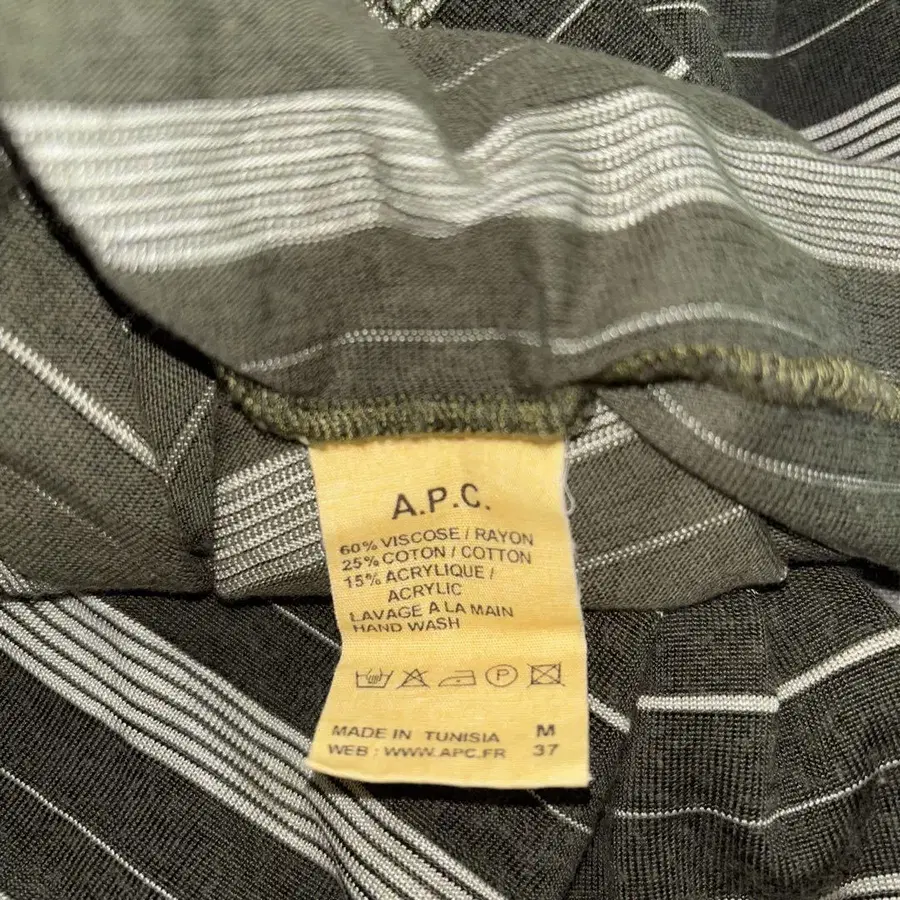 A.P.C.
60% VISCOSE / RAYON
25% COTON / COTTON
15% ACRYLIQUE /
ACRYLIC
LAVAGE A LA MAIN
HAND WASH
P
MADE IN TUNISIA M
WEB : WWW.APC.FR 37